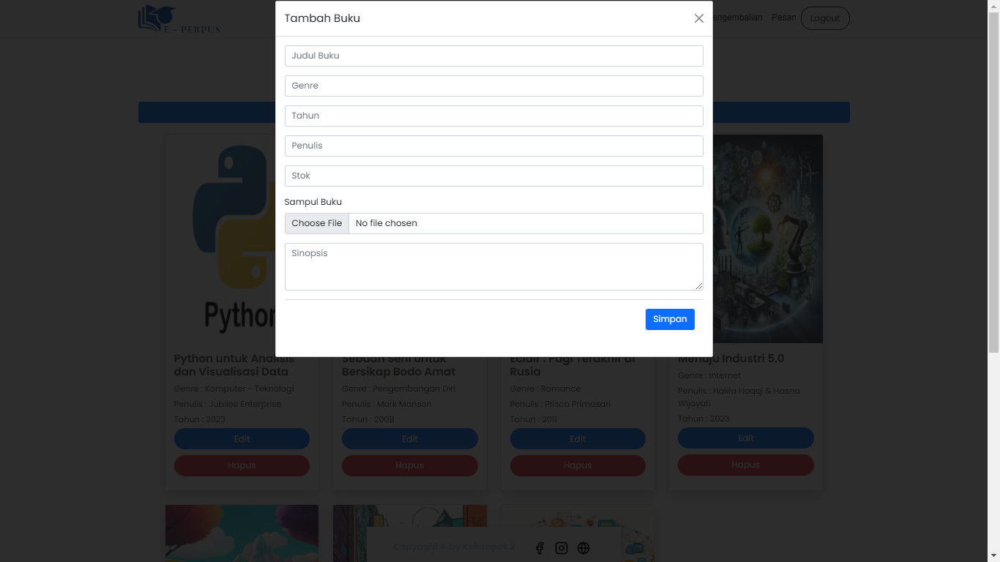 Tambah Buku
E - PERPUS
engembalian
Pesan
Logout
Judul Buku
Genre
Tahun
Penulis
Stok
Sampul Buku
Choose File
No file chosen
Sinopsis
Simpan
Python
Python untuk Analisis
dan Visualisasi Data
Genre : Komputer - Teknologi
Penulis : Jubilee Enterprise
Tahun : 2023
Edit
Hapus
Sebuah Seni untuk
Bersikap Bodo Amat
Genre : Pengembangan Diri
Penulis : Mark Manson
Tahun : 2009
Edit
Hapus
Eclair : Pagi Terakhir di
Rusia
Genre : Romance
Penulis : Prisca Primasari
Tahun : 2011
Edit
Hapus
Menuju Industri 5.0
Genre : Internet
Penulis : Halifa Haqqi & Hasna
Wijayati
Tahun : 2023
Edit
Hapus
Copyright © by Kelompok 2